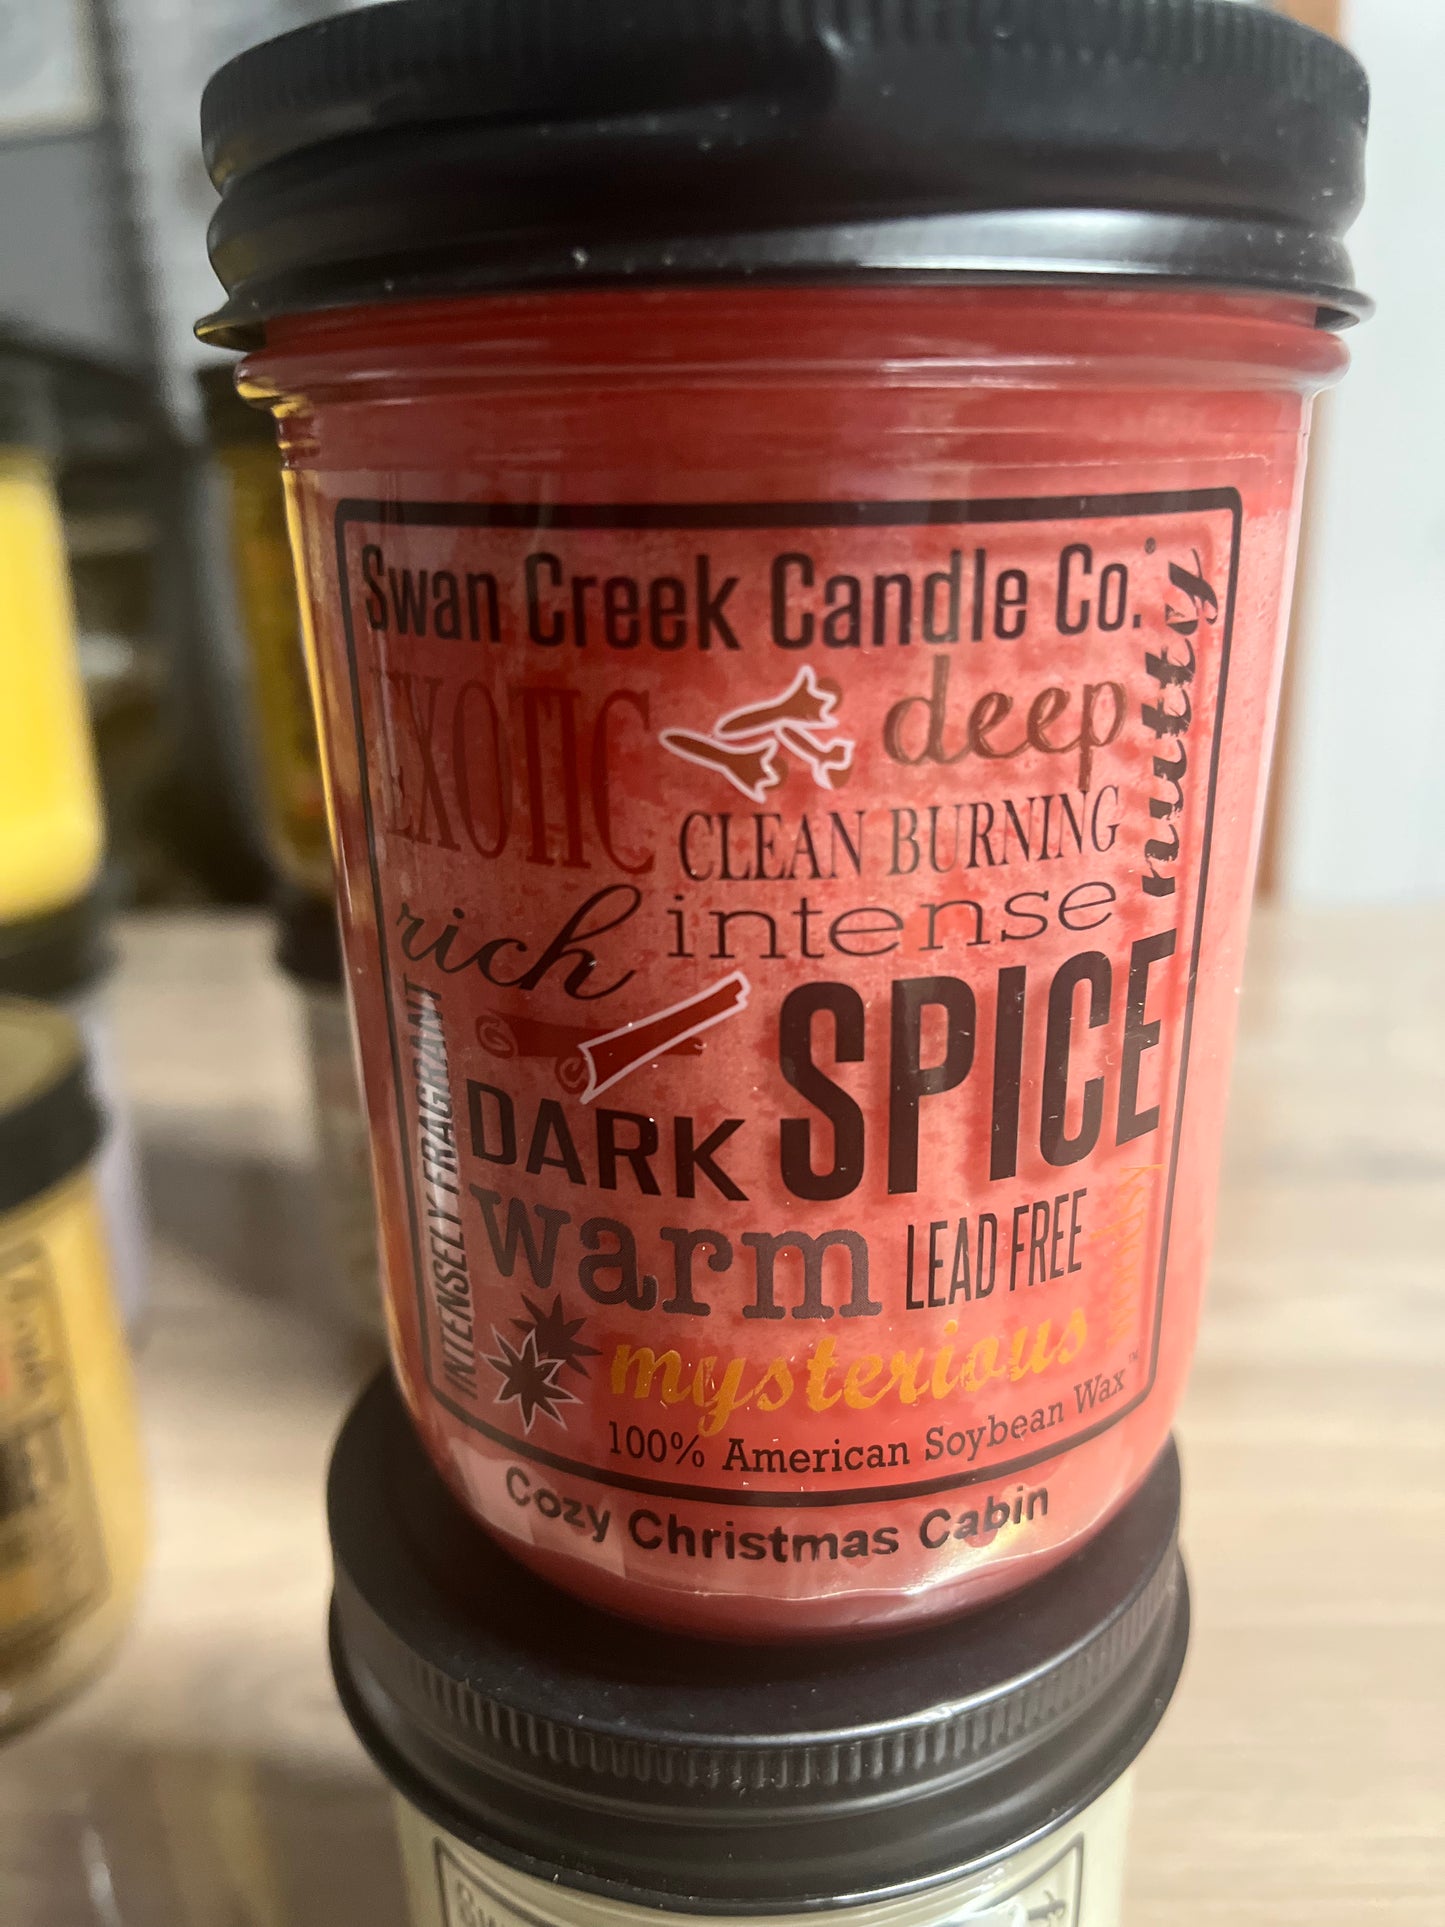 Swan Creek Candle Co.®
EXOTIC
deep
nutty
CLEAN BURNING
rich
intense
INTENSELY FRAGRANT
DARK
SPICE
warm
LEAD FREE
mysterious
100% American Soybean Wax™
Cozy Christmas Cabin